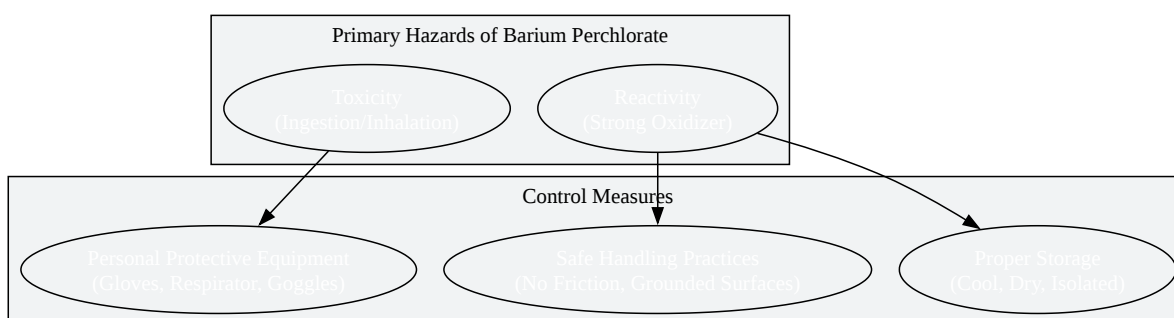 Primary Hazards of Barium Perchlorate
Toxicity
(Ingestion/Inhalation)
Reactivity
(Strong Oxidizer)
Control Measures
Personal Protective Equipment
(Gloves, Respirator, Goggles)
Safe Handling Practices
(No Friction, Grounded Surfaces)
Proper Storage
(Cool, Dry, Isolated)